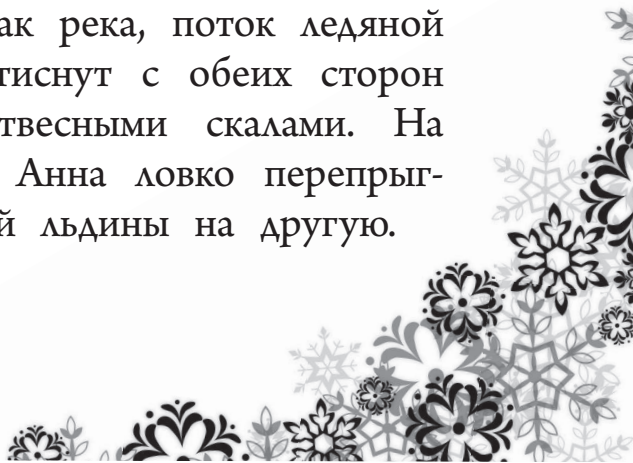 ак река, поток ледяной
тиснут с обеих сторон
твесными скалами. На
Анна ловко перепрыг-
й льдины на другую.